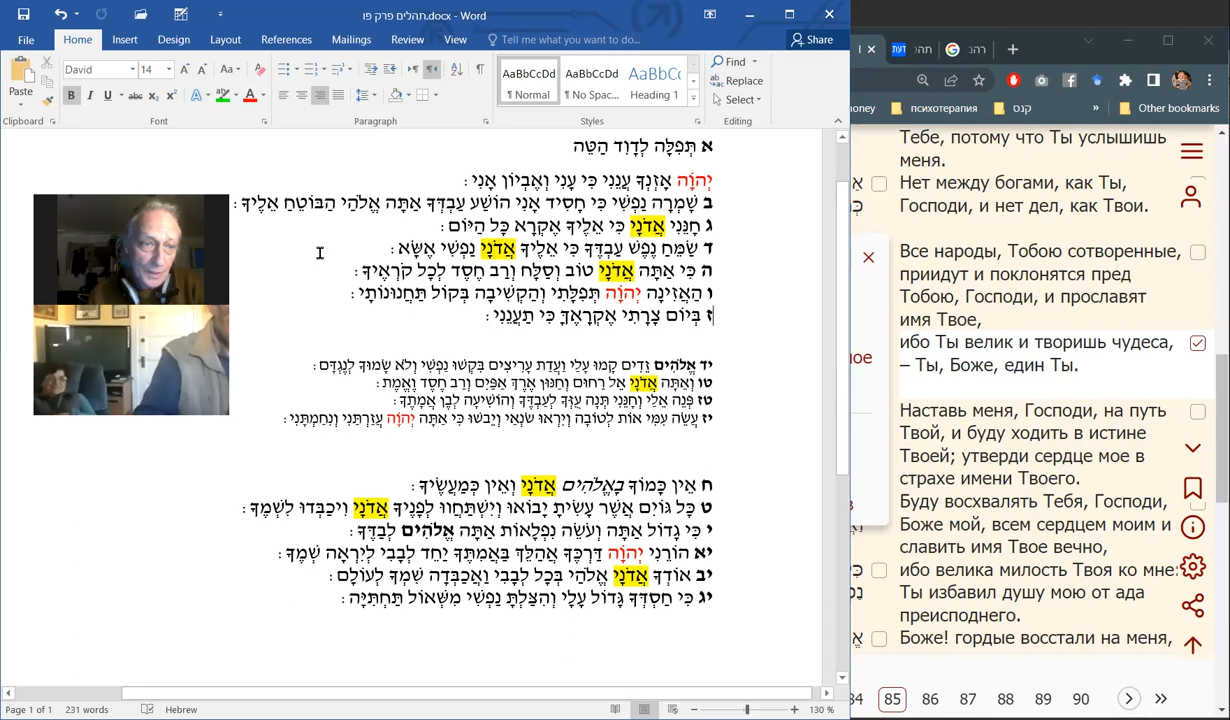 תהלים פרק פו.docx - Word
File Home Insert Design Layout References Mailings Review View Tell me what you want to do... Share
Paste David 14 Aa Find Replace Select
AaBbCcDd AaBbCcDd AaBbCcD
¶ Normal ¶ No Spac... Heading 1
Clipboard Font Paragraph Styles Editing
א תְּפִלָּה לְדָוִד הַטֵּה
יְהוָה אָזְנְךָ עֲנֵנִי כִּי עָנִי וְאֶבְיוֹן אָנִי :
ב שָׁמְרָה נַפְשִׁי כִּי חָסִיד אָנִי הוֹשַׁע עַבְדְּךָ אַתָּה אֱלֹהַי הַבּוֹטֵחַ אֵלֶיךָ :
ג חָנֵּנִי אֲדֹנָי כִּי אֵלֶיךָ אֶקְרָא כָּל הַיּוֹם :
ד שַׂמֵּחַ נֶפֶשׁ עַבְדֶּךָ כִּי אֵלֶיךָ אֲדֹנָי נַפְשִׁי אֶשָּׂא :
ה כִּי אַתָּה אֲדֹנָי טוֹב וְסַלָּח וְרַב חֶסֶד לְכָל קֹרְאֶיךָ :
ו הַאֲזִינָה יְהוָה תְּפִלָּתִי וְהַקְשִׁיבָה בְּקוֹל תַּחֲנוּנוֹתָי :
ז בְּיוֹם צָרָתִי אֶקְרָאֶךָּ כִּי תַעֲנֵנִי :
יד אֱלֹהִים זֵדִים קָמוּ עָלַי וַעֲדַת עָרִיצִים בִּקְשׁוּ נַפְשִׁי וְלֹא שָׂמוּךָ לְנֶגְדָּם :
טו וְאַתָּה אֲדֹנָי אֵל רַחוּם וְחַנּוּן אֶרֶךְ אַפַּיִם וְרַב חֶסֶד וֶאֱמֶת :
טז פְּנֵה אֵלַי וְחָנֵּנִי תְּנָה עֻזְּךָ לְעַבְדֶּךָ וְהוֹשִׁיעָה לְבֶן אֲמָתֶךָ :
יז עֲשֵׂה עִמִּי אוֹת לְטוֹבָה וְיִרְאוּ שֹׂנְאַי וְיֵבֹשׁוּ כִּי אַתָּה יְהוָה עֲזַרְתַּנִי וְנִחַמְתָּנִי :
ח אֵין כָּמוֹךָ בָאֱלֹהִים אֲדֹנָי וְאֵין כְּמַעֲשֶׂיךָ :
ט כָּל גּוֹיִם אֲשֶׁר עָשִׂיתָ יָבוֹאוּ וְיִשְׁתַּחֲווּ לְפָנֶיךָ אֲדֹנָי וִיכַבְּדוּ לִשְׁמֶךָ :
י כִּי גָדוֹל אַתָּה וְעֹשֵׂה נִפְלָאוֹת אַתָּה אֱלֹהִים לְבַדֶּךָ :
יא הוֹרֵנִי יְהוָה דַּרְכֶּךָ אֲהַלֵּךְ בַּאֲמִתֶּךָ יַחֵד לְבָבִי לְיִרְאָה שְׁמֶךָ :
יב אוֹדְךָ אֲדֹנָי אֱלֹהַי בְּכָל לְבָבִי וַאֲכַבְּדָה שִׁמְךָ לְעוֹלָם :
יג כִּי חַסְדְּךָ גָּדוֹל עָלָי וְהִצַּלְתָּ נַפְשִׁי מִשְּׁאוֹל תַּחְתִּיָּה :
Page 1 of 1 231 words Hebrew 130 %
דעת תהנ רהב
психотерапия קנס » Other bookmarks
Тебе, потому что Ты услышишь
меня.
Нет между богами, как Ты,
Господи, и нет дел, как Твои.
Все народы, Тобою сотворенные,
приидут и поклонятся пред
Тобою, Господи, и прославят
имя Твое,
ибо Ты велик и творишь чудеса,
– Ты, Боже, един Ты.
Наставь меня, Господи, на путь
Твой, и буду ходить в истине
Твоей; утверди сердце мое в
страхе имени Твоего.
Буду восхвалять Тебя, Господи,
Боже мой, всем сердцем моим и
славить имя Твое вечно,
ибо велика милость Твоя ко мне:
Ты избавил душу мою от ада
преисподнего.
Боже! гордые восстали на меня,
85 86 87 88 89 90